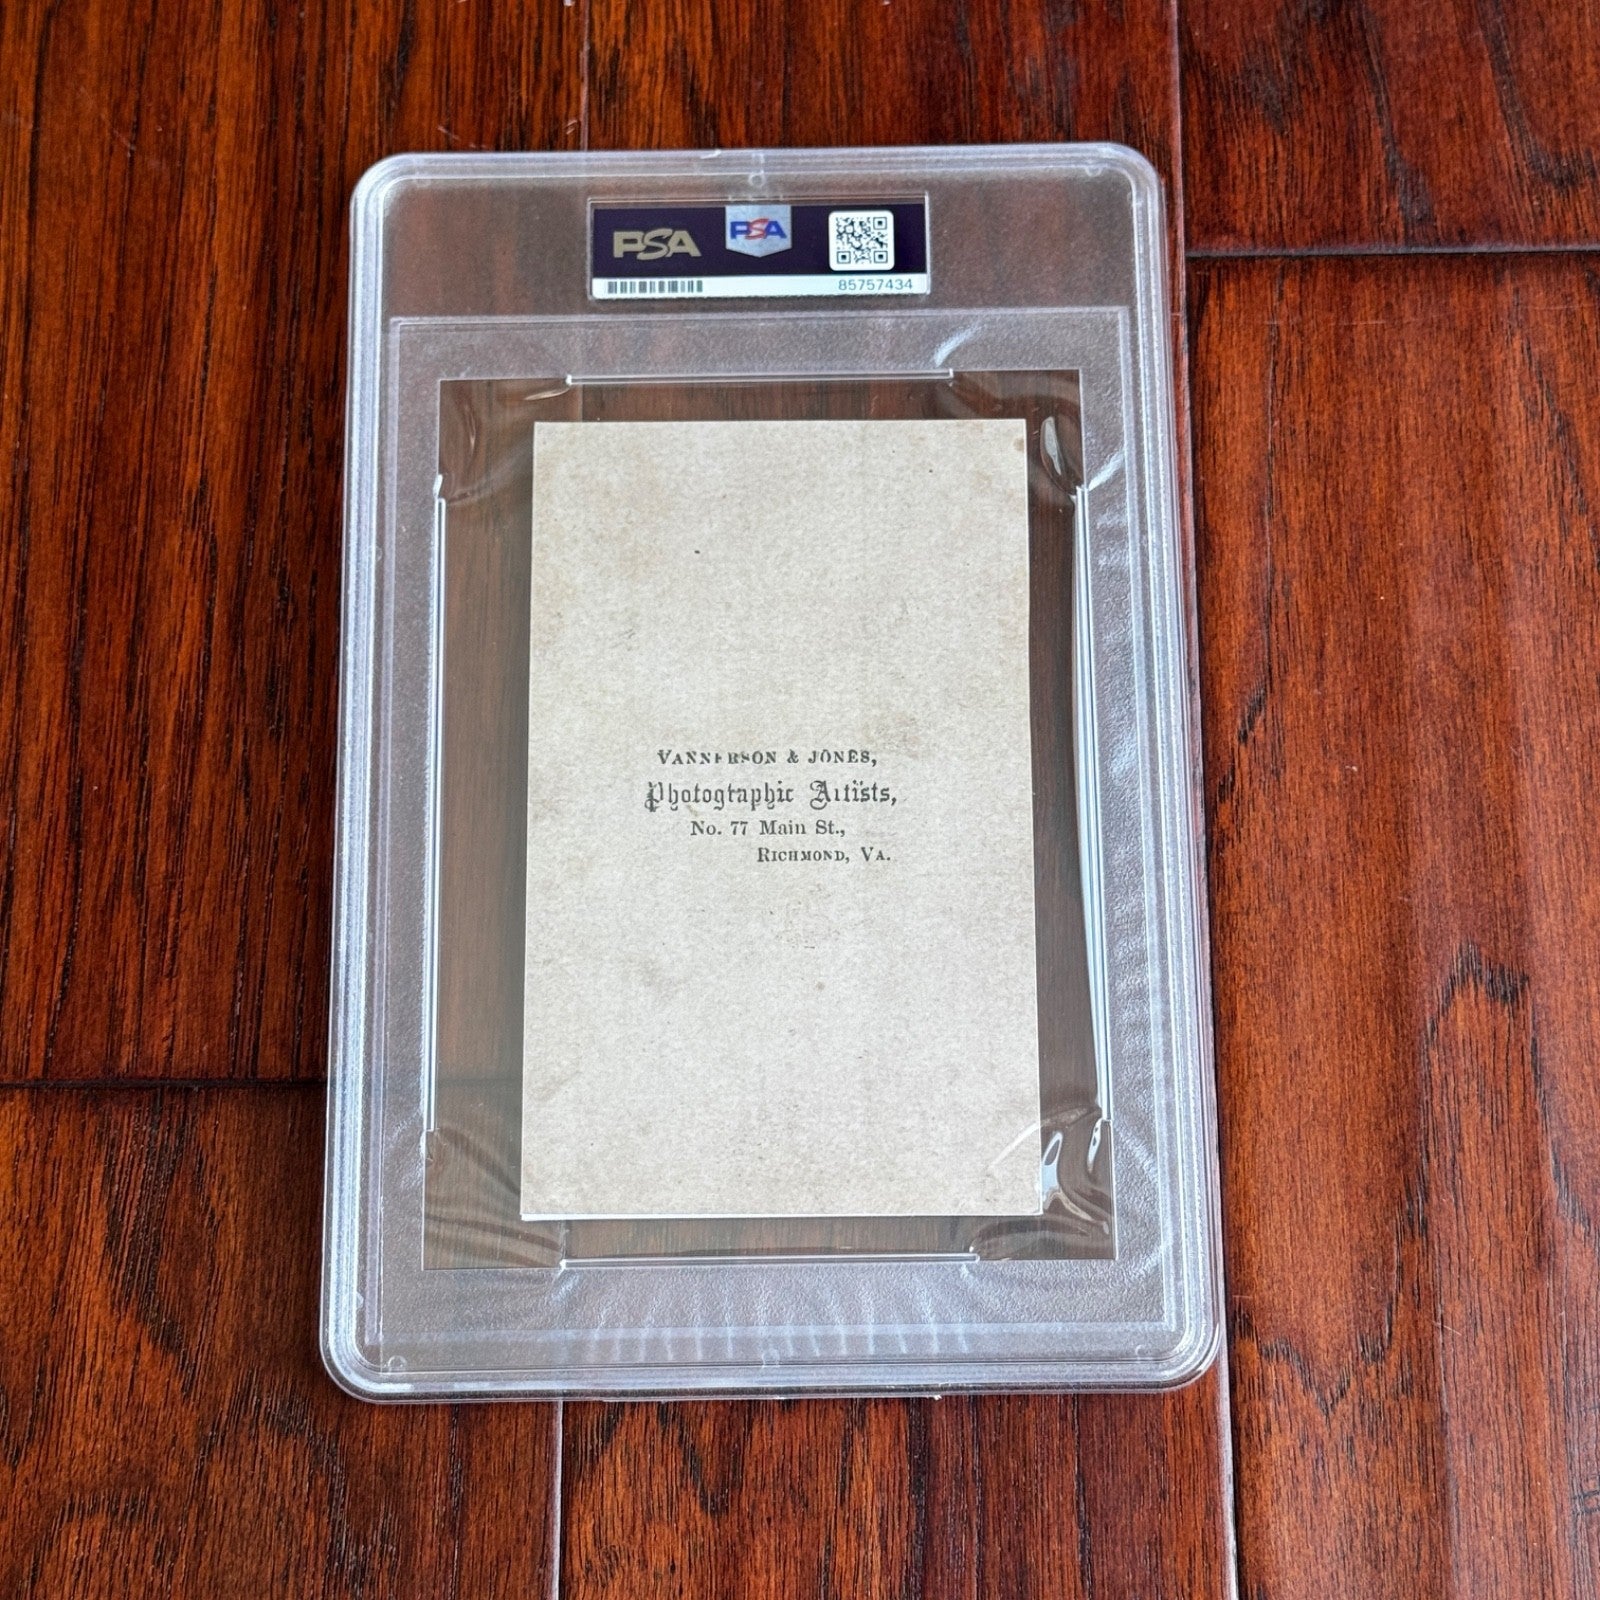 PSA PSA
85757434
VANNERSON & JONES,
Photographic Artists,
No. 77 Main St.,
RICHMOND, VA.